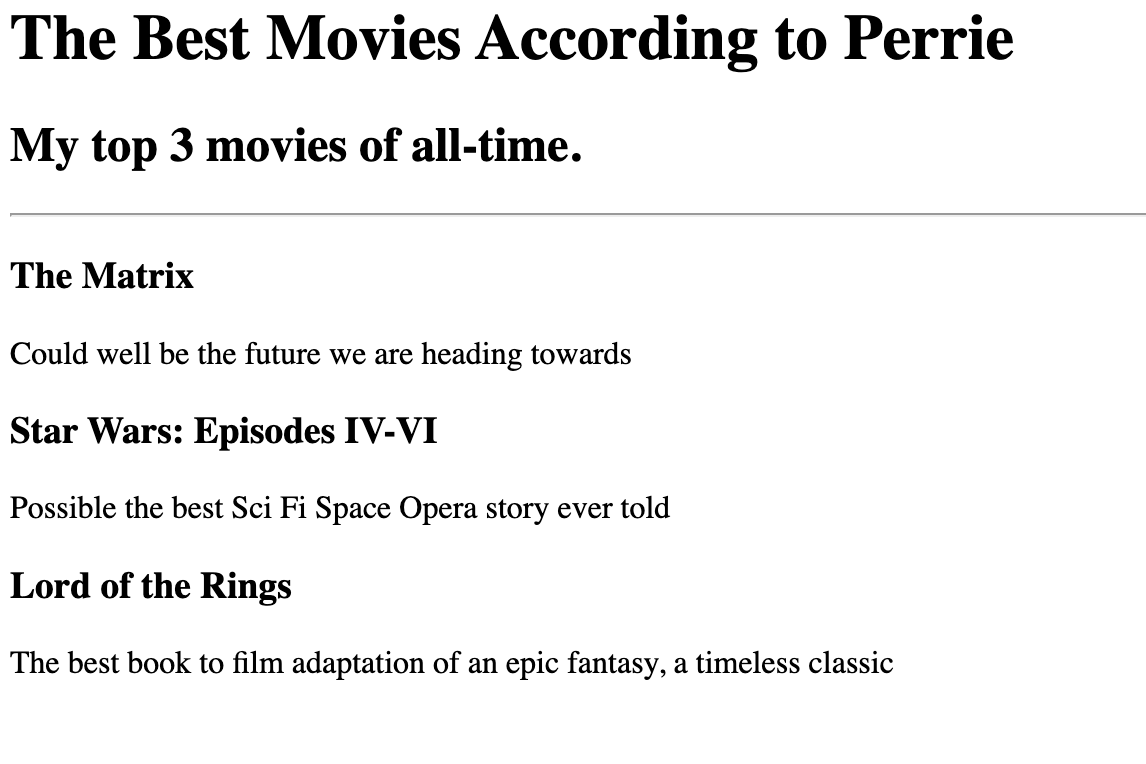 The Best Movies According to Perrie
My top 3 movies of all-time.
The Matrix
Could well be the future we are heading towards
Star Wars: Episodes IV-VI
Possible the best Sci Fi Space Opera story ever told
Lord of the Rings
The best book to film adaptation of an epic fantasy, a timeless classic